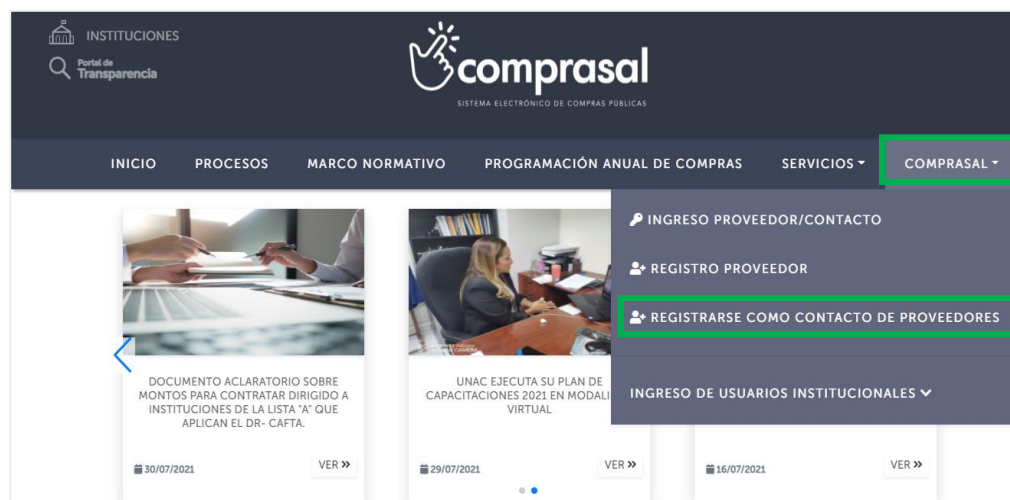 INSTITUCIONES
Portal de
Transparencia
comprasal
SISTEMA ELECTRÓNICO DE COMPRAS PÚBLICAS
INICIO PROCESOS MARCO NORMATIVO PROGRAMACIÓN ANUAL DE COMPRAS SERVICIOS COMPRASAL
INGRESO PROVEEDOR/CONTACTO
REGISTRO PROVEEDOR
REGISTRARSE COMO CONTACTO DE PROVEEDORES
INGRESO DE USUARIOS INSTITUCIONALES
DOCUMENTO ACLARATORIO SOBRE
MONTOS PARA CONTRATAR DIRIGIDO A
INSTITUCIONES DE LA LISTA "A" QUE
APLICAN EL DR- CAFTA.
30/07/2021 VER »
UNAC EJECUTA SU PLAN DE
CAPACITACIONES 2021 EN MODALI
VIRTUAL
29/07/2021 VER »
16/07/2021 VER »